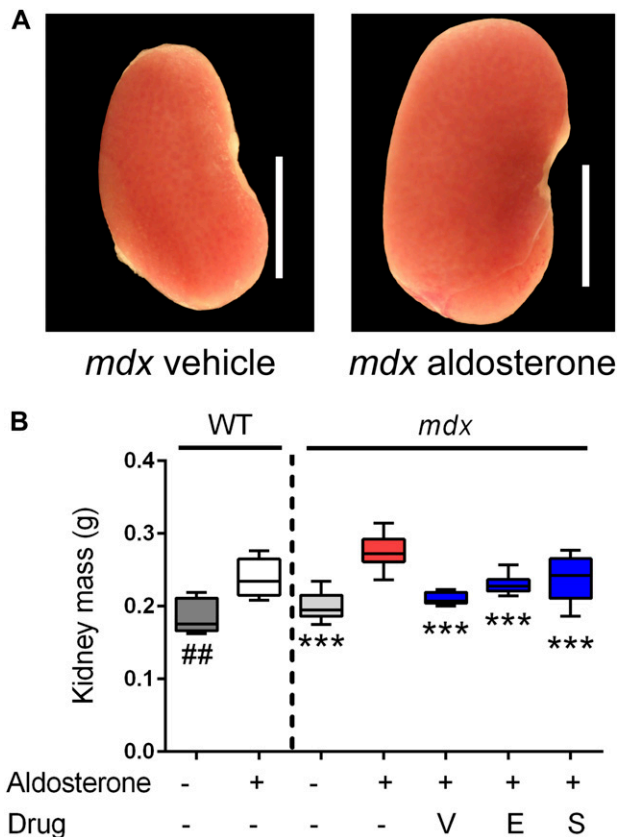 A
mdx vehicle
mdx aldosterone
B
WT
mdx
Kidney mass (g)
0.4
0.3
0.2
0.1
0.0
##
***
***
***
***
Aldosterone - + - + + + +
Drug - - - - V E S